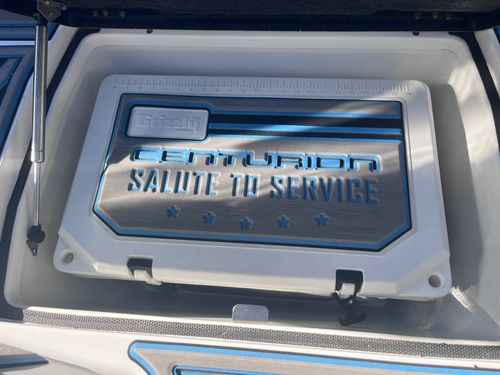 Grizzly
CENTURION
SALUTE TO SERVICE